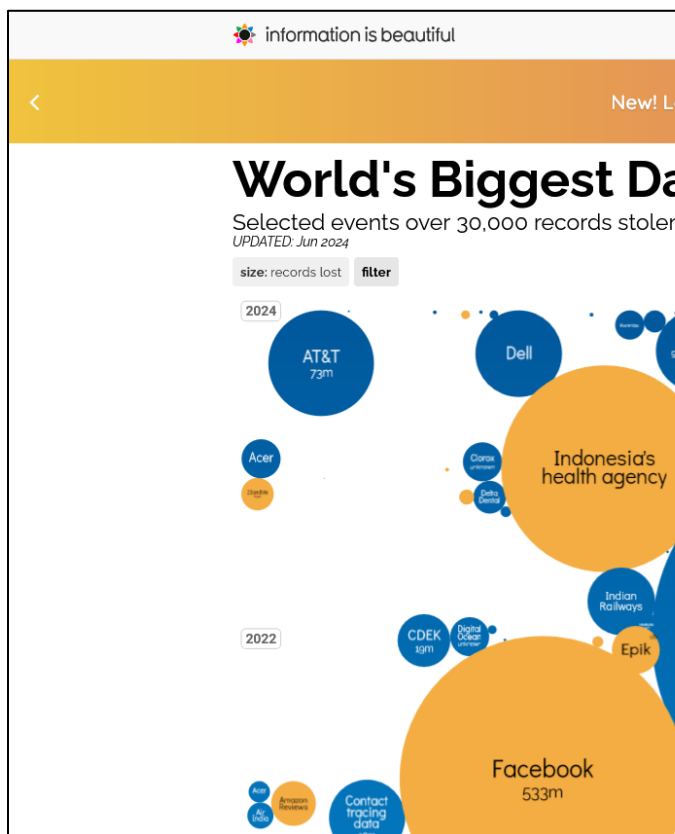 information is beautiful
New! L
World's Biggest Da
Selected events over 30,000 records stolen
UPDATED: Jun 2024
size: records lost
filter
2024
AT&T
73m
Dell
Acer
Clorox
unknown
Delta
Dental
Indonesia's
health agency
Indian
Railways
2022
CDEK
19m
Digital
Ocean
unknown
Epik
Facebook
533m
Acer
Air
India
Amazon
Reviews
Contact
tracing
data